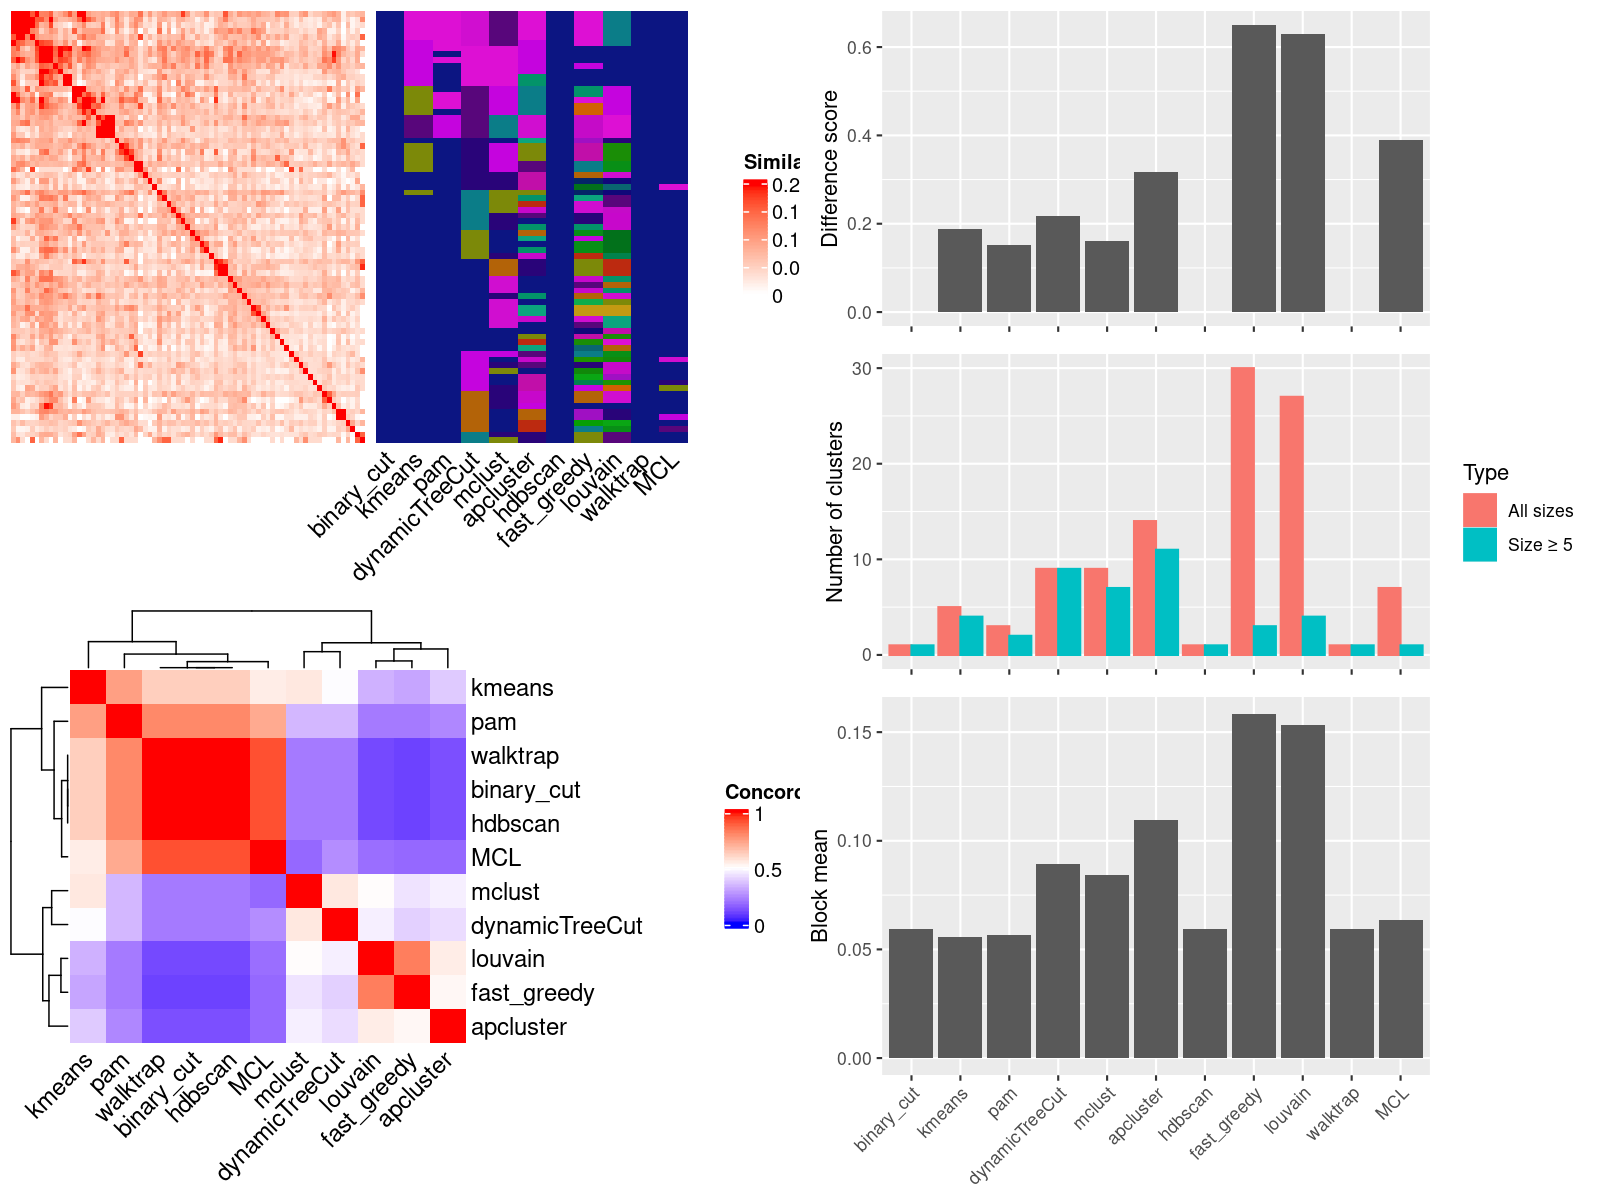 Simila
0.2
0.1
0.1
0.0
0
binary_cut
kmeans
pam
dynamicTreeCut
mclust
apcluster
hdbscan
fast_greedy
louvain
walktrap
MCL
kmeans
pam
walktrap
binary_cut
hdbscan
MCL
mclust
dynamicTreeCut
louvain
fast_greedy
apcluster
kmeans
pam
walktrap
binary_cut
hdbscan
MCL
mclust
dynamicTreeCut
louvain
fast_greedy
apcluster
Concord
1
0.5
0
Difference score
0.6
0.4
0.2
0.0
Number of clusters
30
20
10
0
Type
All sizes
Size ≥ 5
Block mean
0.15
0.10
0.05
0.00
binary_cut
kmeans
pam
dynamicTreeCut
mclust
apcluster
hdbscan
fast_greedy
louvain
walktrap
MCL